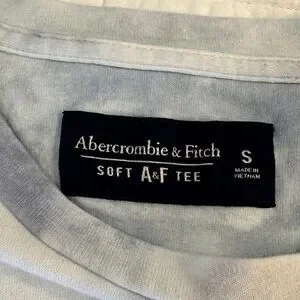 Abercrombie & Fitch
SOFT A&F TEE
S
MADE IN
VIETNAM